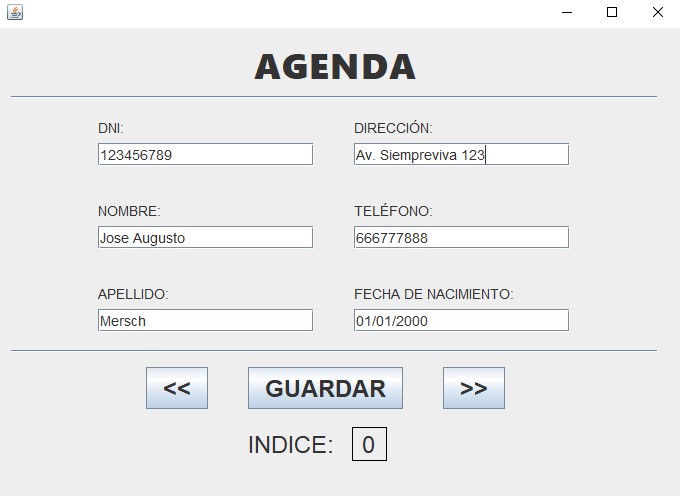 AGENDA
DNI:
123456789
DIRECCIÓN:
Av. Siempreviva 123
NOMBRE:
Jose Augusto
TELÉFONO:
666777888
APELLIDO:
Mersch
FECHA DE NACIMIENTO:
01/01/2000
<<
GUARDAR
>>
INDICE: 0